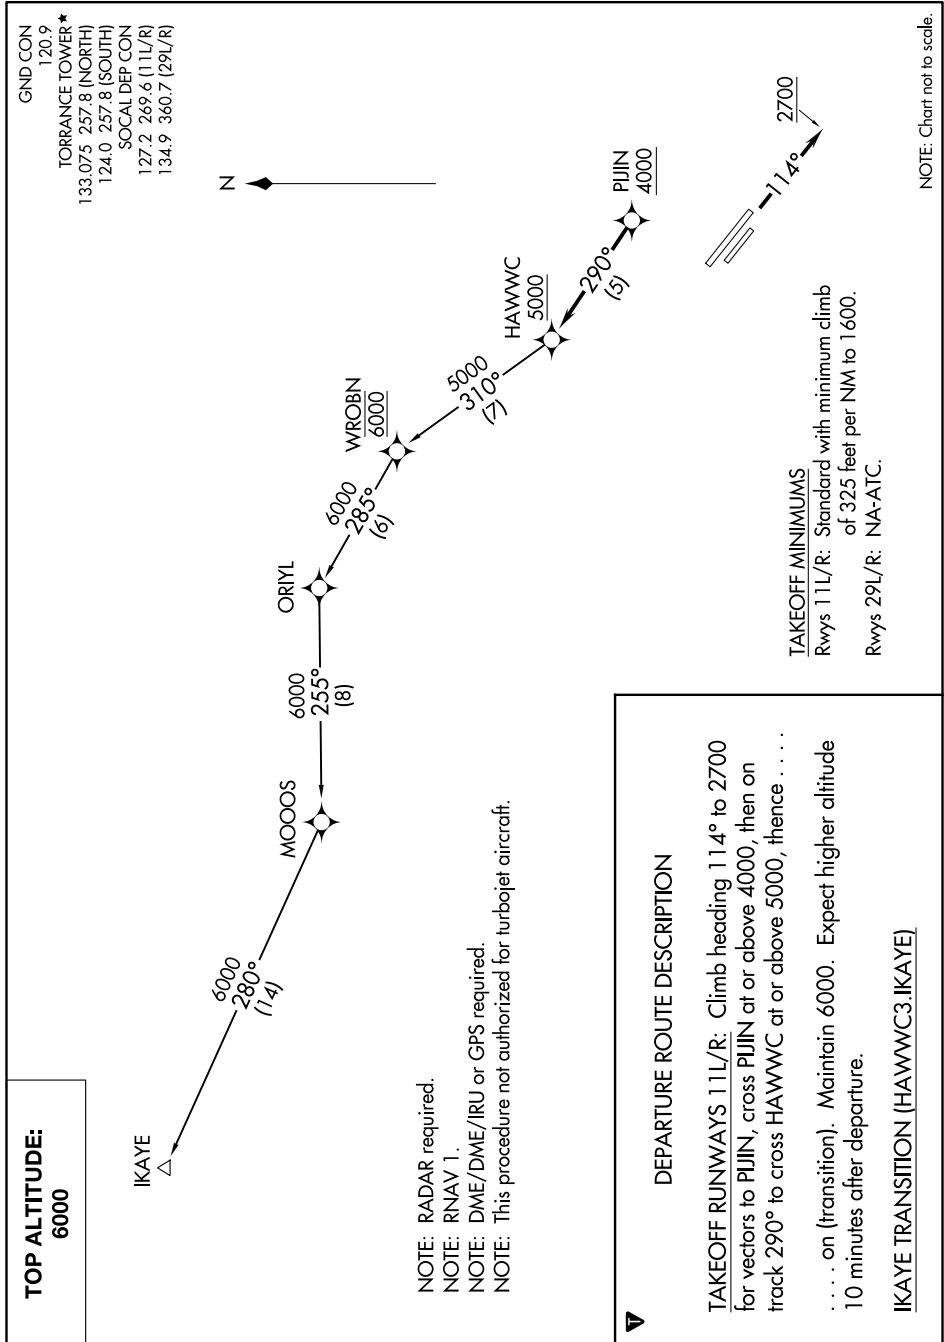 TOP ALTITUDE:
6000
GND CON
120.9
TORRANCE TOWER★
133.075 257.8 (NORTH)
124.0 257.8 (SOUTH)
SOCAL DEP CON
127.2 269.6 (11L/R)
134.9 360.7 (29L/R)
N
IKAYE
6000
280°
(14)
MOOOS
6000
255°
(8)
ORIYL
6000
285°
(6)
WROBN
6000
5000
310°
(7)
HAWWC
5000
290°
(5)
PIJIN
4000
114°
2700
NOTE: RADAR required.
NOTE: RNAV 1.
NOTE: DME/DME/IRU or GPS required.
NOTE: This procedure not authorized for turbojet aircraft.
TAKEOFF MINIMUMS
Rwys 11L/R: Standard with minimum climb
of 325 feet per NM to 1600.
Rwys 29L/R: NA-ATC.
NOTE: Chart not to scale.
T
DEPARTURE ROUTE DESCRIPTION
TAKEOFF RUNWAYS 11L/R: Climb heading 114° to 2700
for vectors to PIJIN, cross PIJIN at or above 4000, then on
track 290° to cross HAWWC at or above 5000, thence . . . .
. . . . on (transition). Maintain 6000. Expect higher altitude
10 minutes after departure.
IKAYE TRANSITION (HAWWC3.IKAYE)